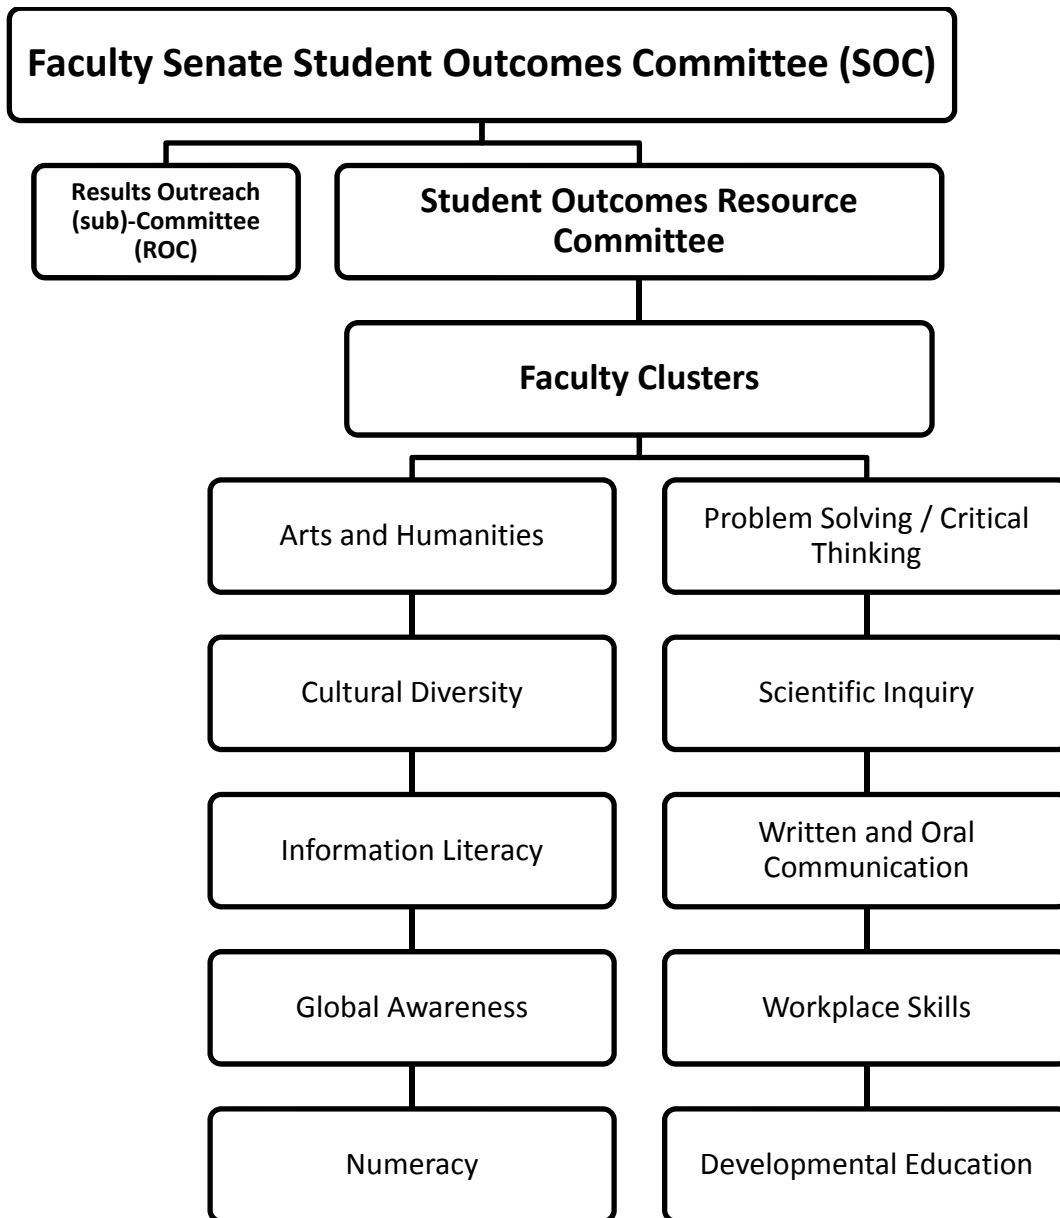 Faculty Senate Student Outcomes Committee (SOC)
Results Outreach
(sub)-Committee
(ROC)
Student Outcomes Resource
Committee
Faculty Clusters
Arts and Humanities
Problem Solving / Critical
Thinking
Cultural Diversity
Scientific Inquiry
Information Literacy
Written and Oral
Communication
Global Awareness
Workplace Skills
Numeracy
Developmental Education